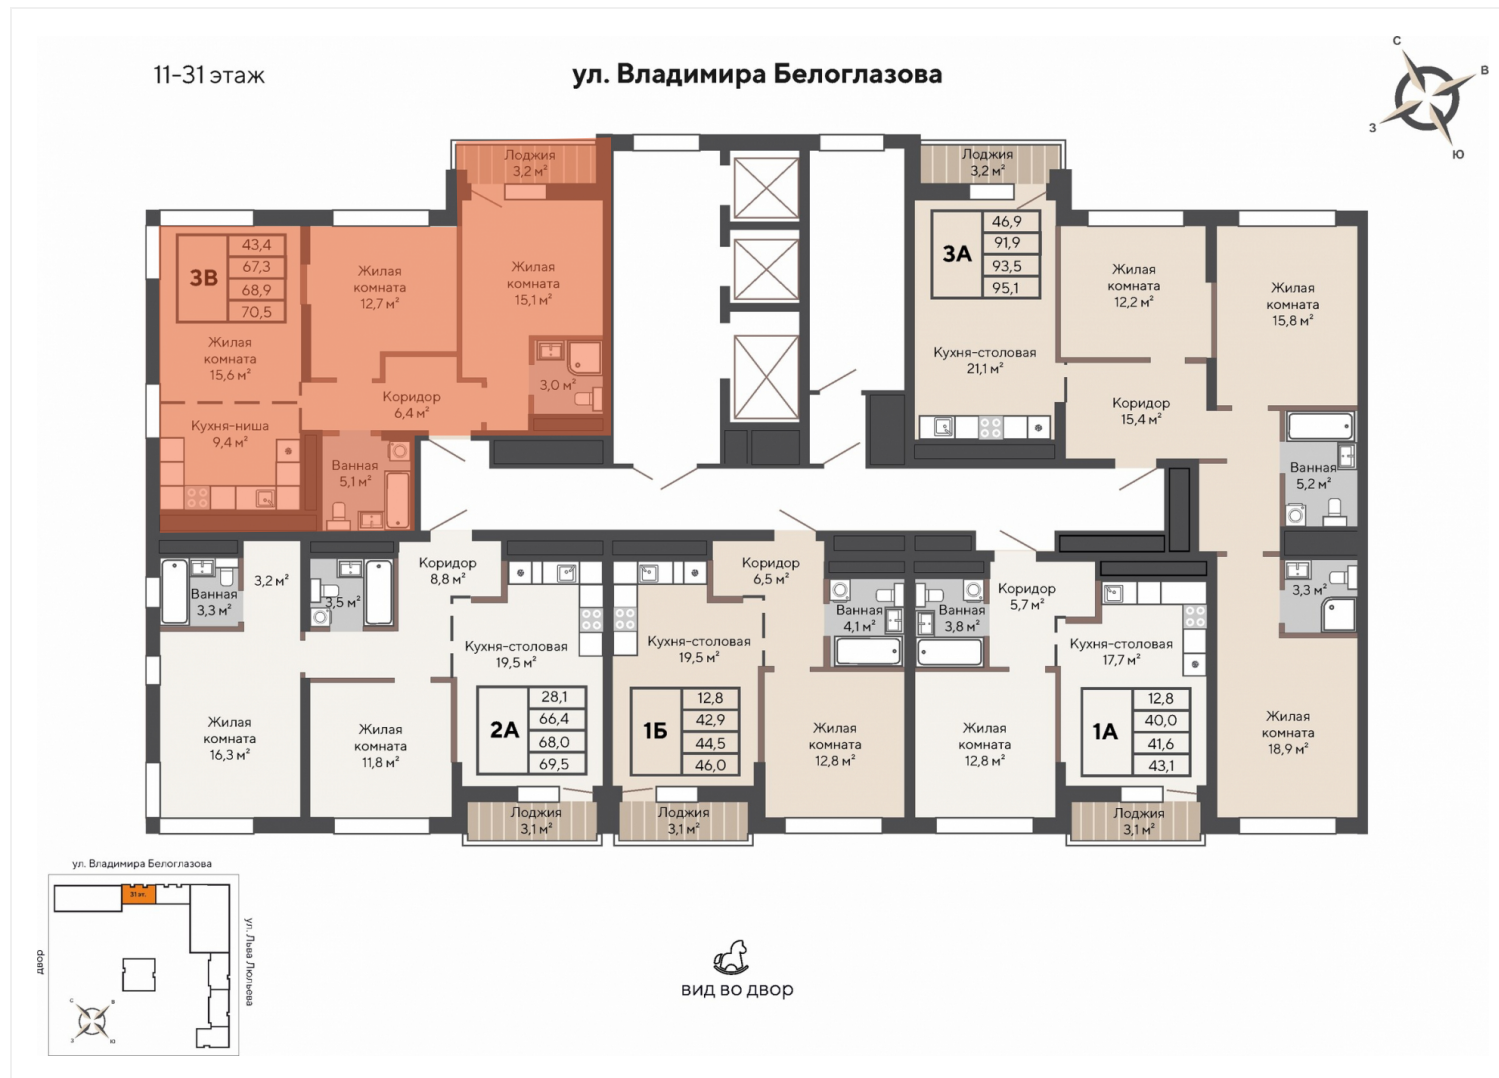 11-31 этаж
ул. Владимира Белоглазова
С
В
З
Ю
Лоджия
3,2 м²
Лоджия
3,2 м²
3В
43,4
67,3
68,9
70,5
Жилая
комната
15,6 м²
Жилая
комната
12,7 м²
Жилая
комната
15,1 м²
3,0 м²
Коридор
6,4 м²
Кухня-ниша
9,4 м²
Ванная
5,1 м²
3А
46,9
91,9
93,5
95,1
Кухня-столовая
21,1 м²
Жилая
комната
12,2 м²
Жилая
комната
15,8 м²
Коридор
15,4 м²
Ванная
5,2 м²
3,3 м²
Жилая
комната
18,9 м²
3,2 м²
Ванная
3,3 м²
3,5 м²
Коридор
8,8 м²
Кухня-столовая
19,5 м²
2А
28,1
66,4
68,0
69,5
Жилая
комната
16,3 м²
Жилая
комната
11,8 м²
Лоджия
3,1 м²
Коридор
6,5 м²
Кухня-столовая
19,5 м²
Ванная
4,1 м²
1Б
12,8
42,9
44,5
46,0
Жилая
комната
12,8 м²
Лоджия
3,1 м²
Ванная
3,8 м²
Коридор
5,7 м²
Кухня-столовая
17,7 м²
Жилая
комната
12,8 м²
1А
12,8
40,0
41,6
43,1
Лоджия
3,1 м²
ул. Владимира Белоглазова
31 эт.
двор
ул. Льва Люльева
С
В
З
Ю
вид во двор